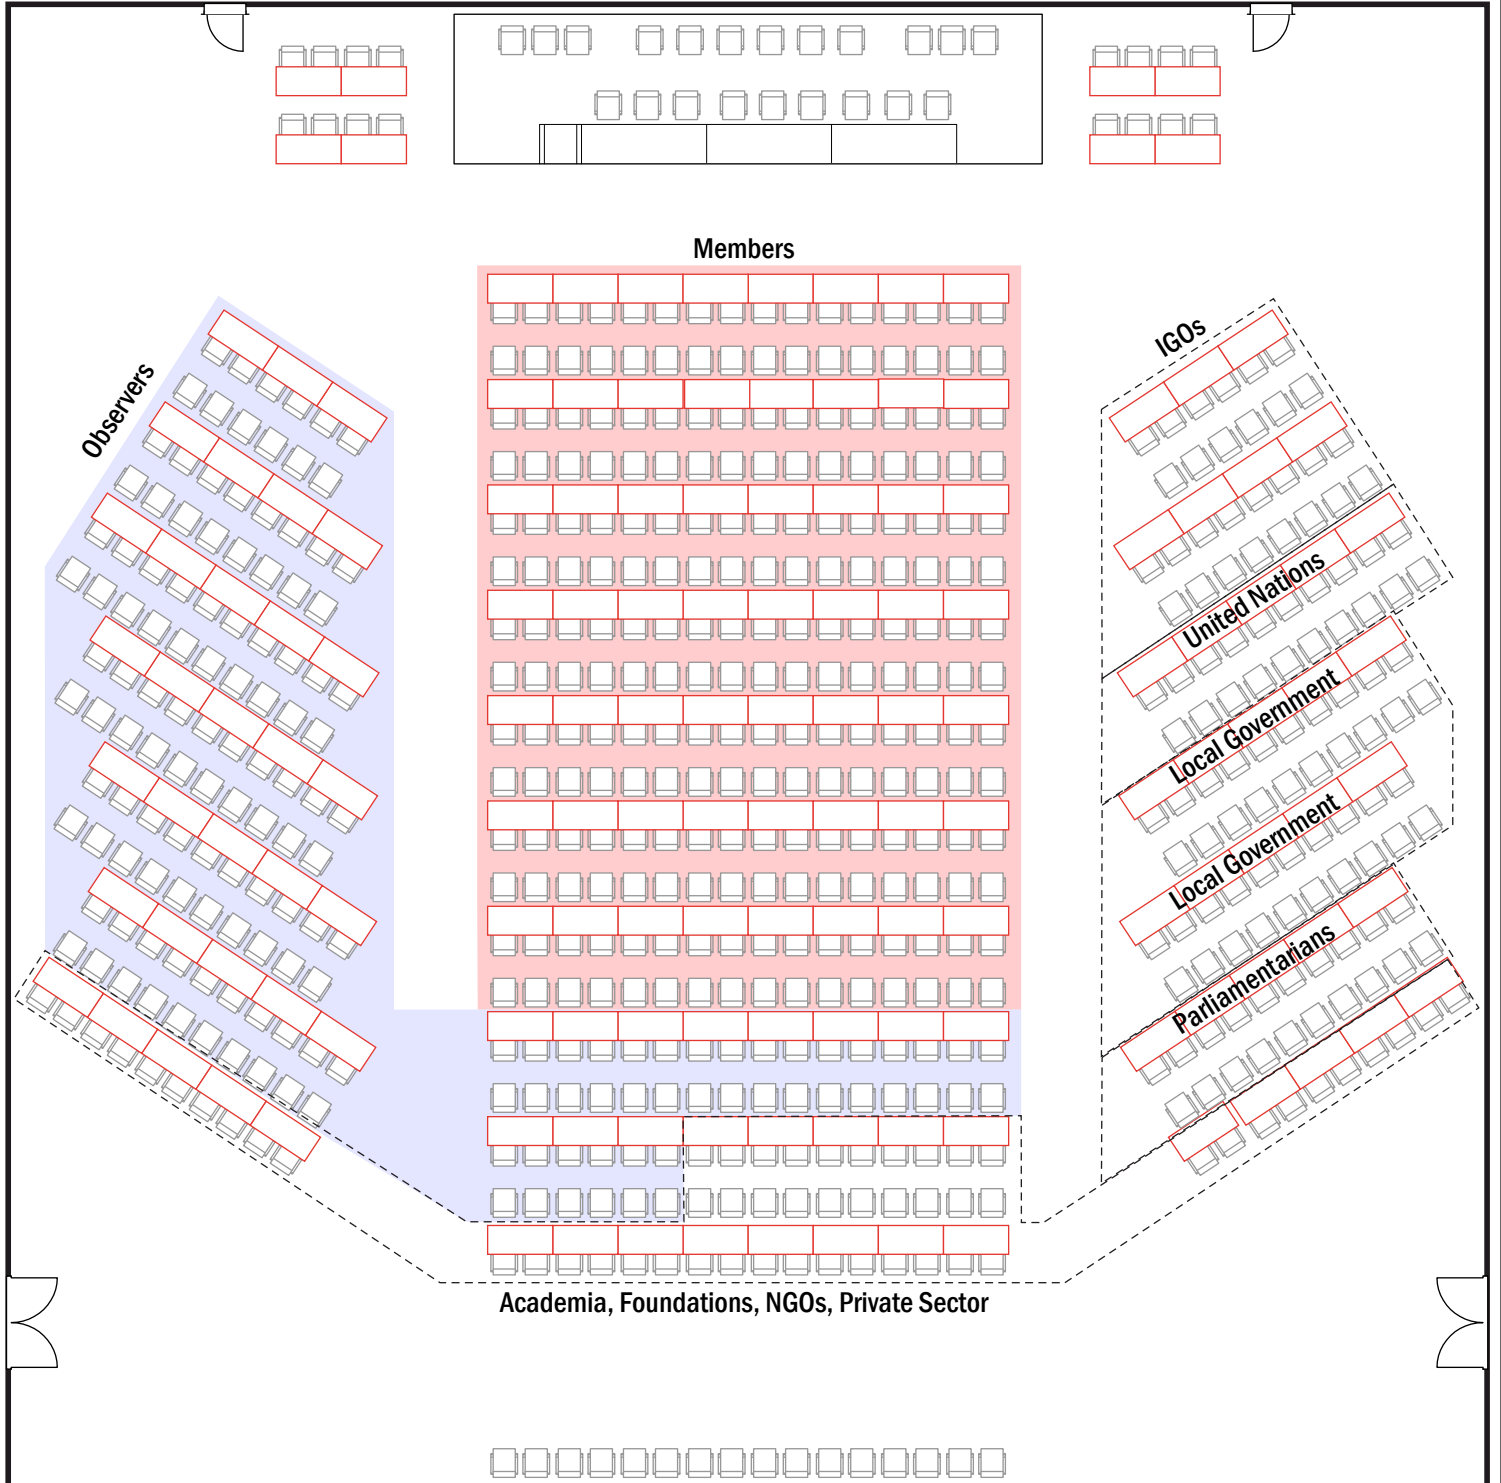 Members
Observers
IGOs
United Nations
Local Government
Local Government
Parliamentarians
Academia, Foundations, NGOs, Private Sector